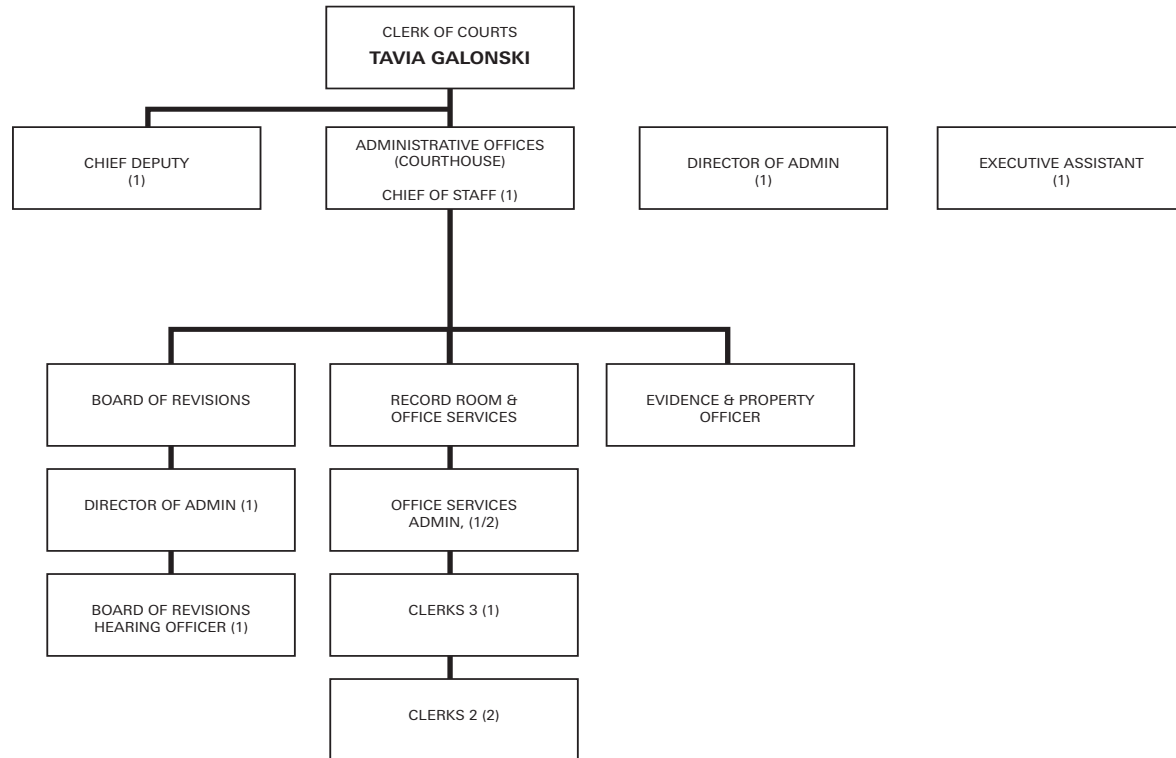 CLERK OF COURTS
TAVIA GALONSKI
CHIEF DEPUTY
(1)
ADMINISTRATIVE OFFICES
(COURTHOUSE)
CHIEF OF STAFF (1)
DIRECTOR OF ADMIN
(1)
EXECUTIVE ASSISTANT
(1)
BOARD OF REVISIONS
RECORD ROOM &
OFFICE SERVICES
EVIDENCE & PROPERTY
OFFICER
DIRECTOR OF ADMIN (1)
OFFICE SERVICES
ADMIN, (1/2)
BOARD OF REVISIONS
HEARING OFFICER (1)
CLERKS 3 (1)
CLERKS 2 (2)